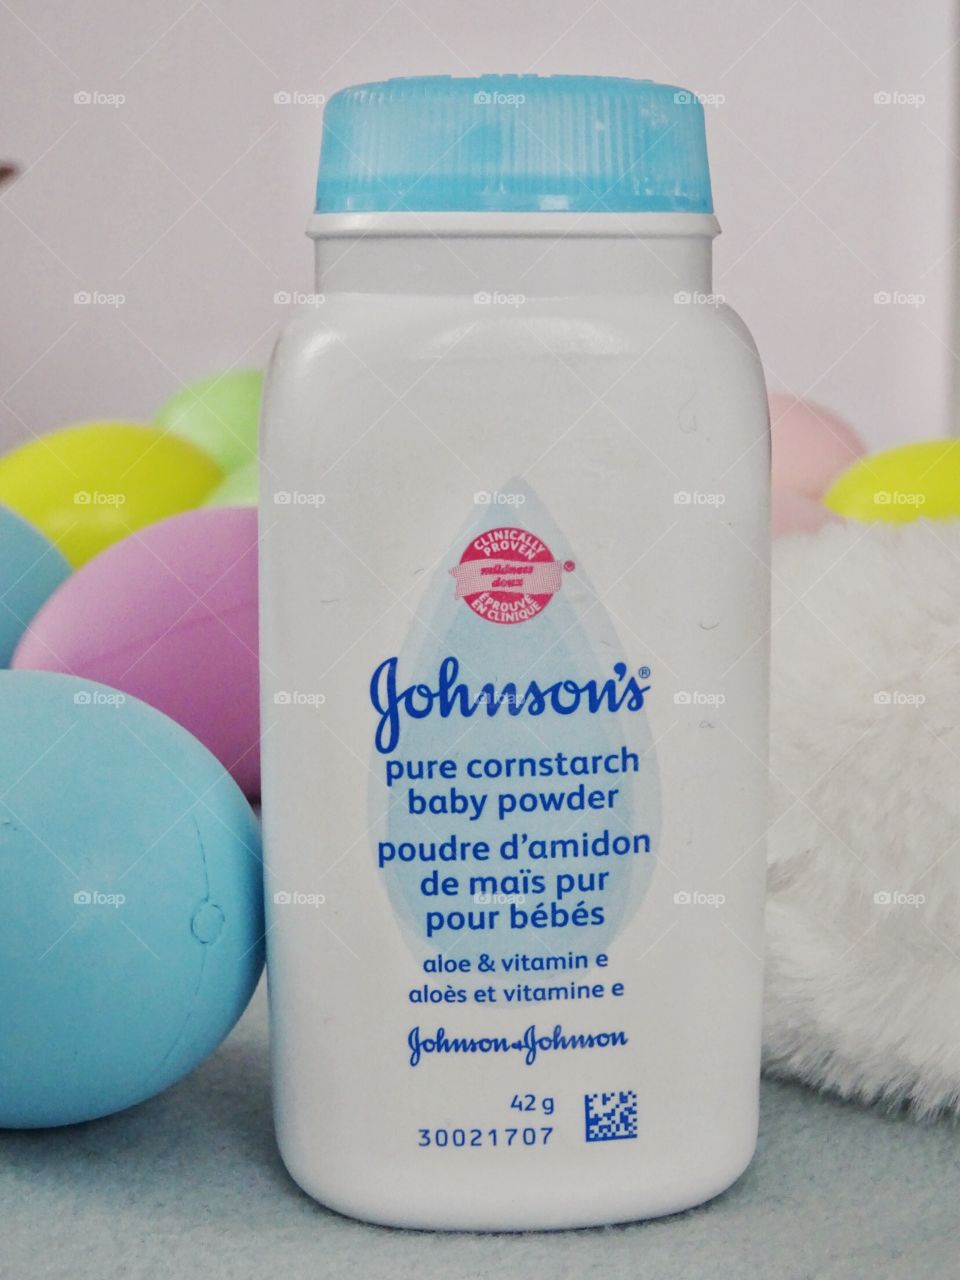 CLINICALLY
PROVEN
mildness
doux
ÉPROUVÉ
EN CLINIQUE
Johnson's®
pure cornstarch
baby powder
poudre d'amidon
de maïs pur
pour bébés
aloe & vitamin e
aloès et vitamine e
Johnson & Johnson
42 g
30021707
foap